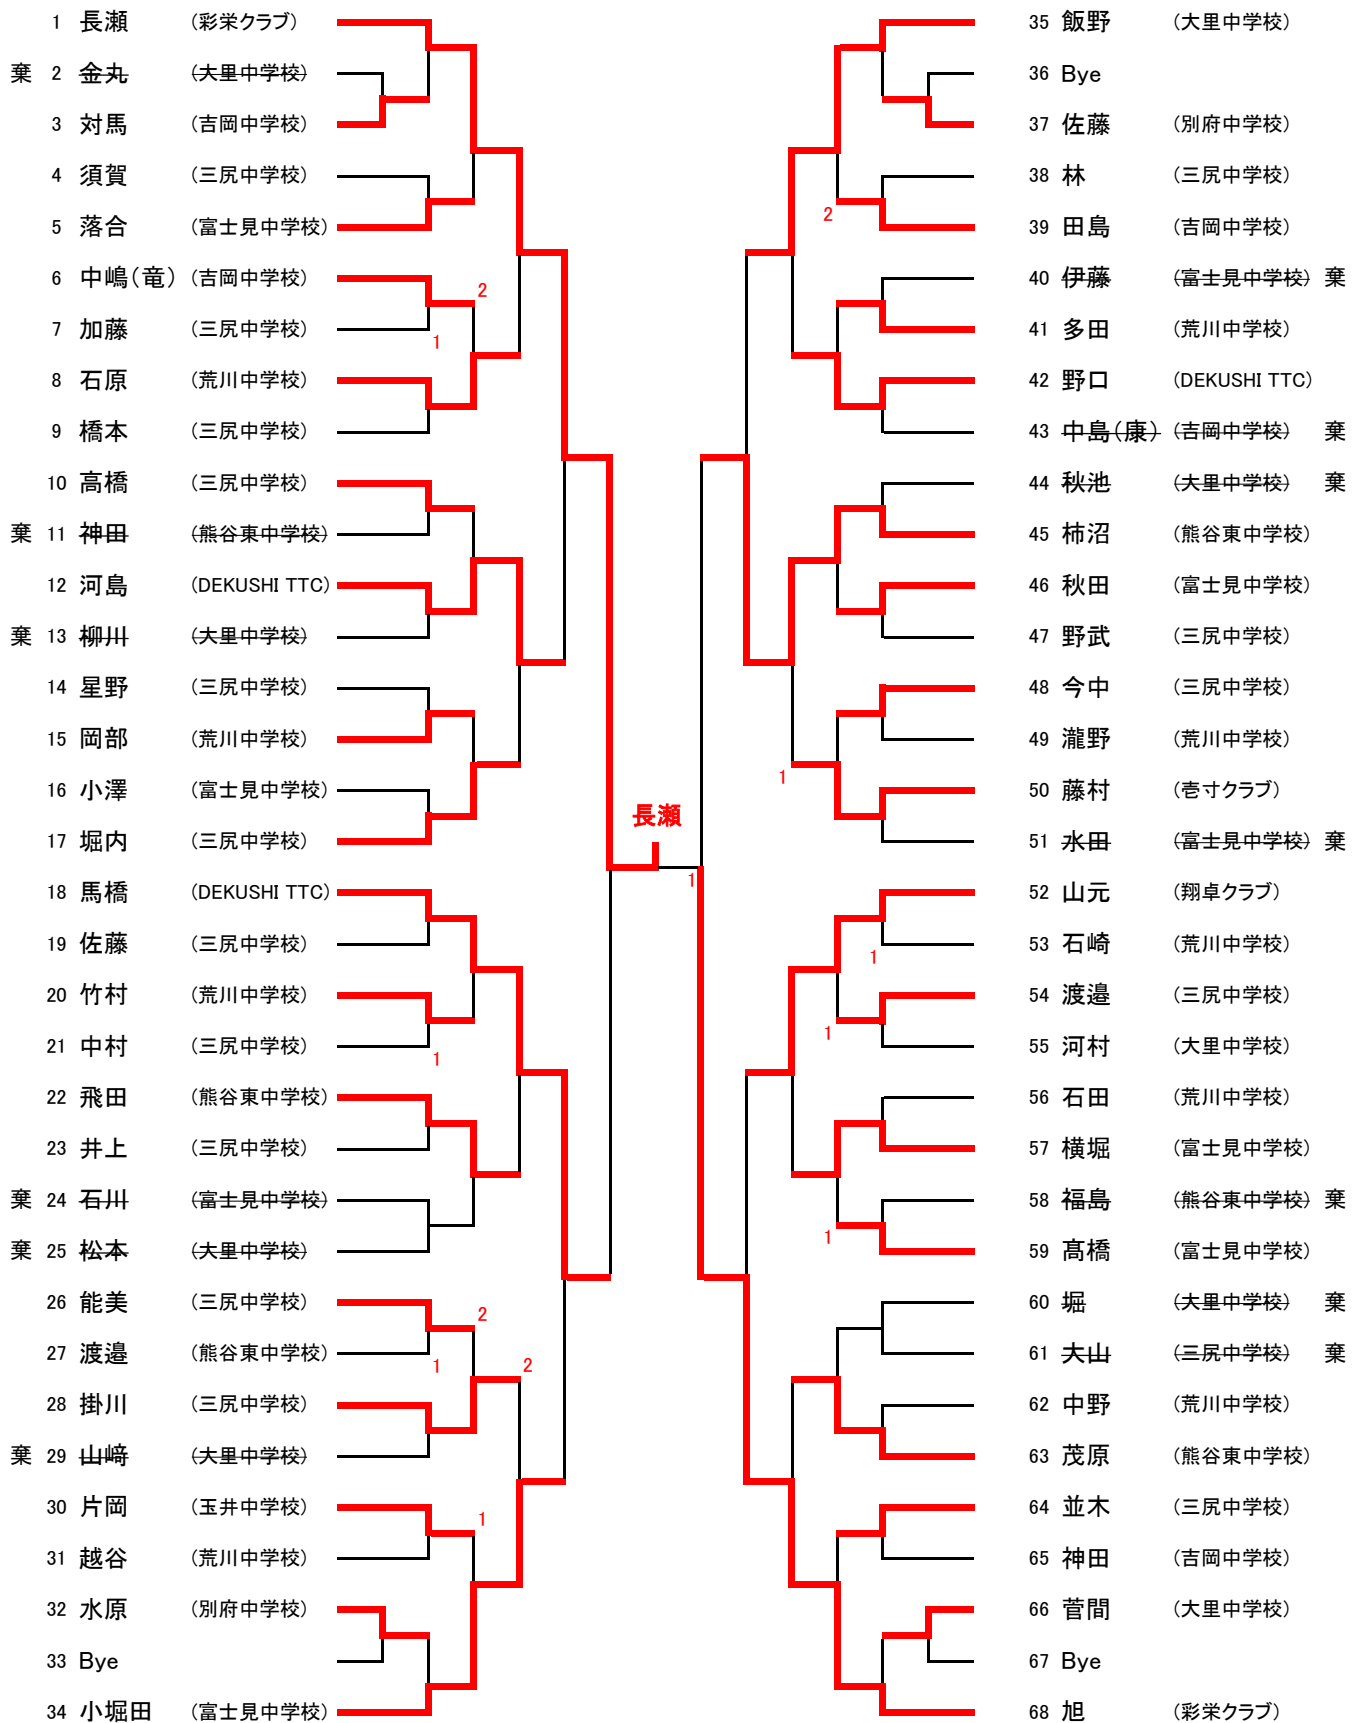 1 長瀬 (彩栄クラブ)
棄 2 金丸 (大里中学校)
3 対馬 (吉岡中学校)
4 須賀 (三尻中学校)
5 落合 (富士見中学校)
6 中嶋(竜) (吉岡中学校)
2
7 加藤 (三尻中学校)
1
8 石原 (荒川中学校)
9 橋本 (三尻中学校)
10 高橋 (三尻中学校)
棄 11 神田 (熊谷東中学校)
12 河島 (DEKUSHI TTC)
棄 13 柳川 (大里中学校)
14 星野 (三尻中学校)
15 岡部 (荒川中学校)
16 小澤 (富士見中学校)
17 堀内 (三尻中学校)
18 馬橋 (DEKUSHI TTC)
19 佐藤 (三尻中学校)
20 竹村 (荒川中学校)
21 中村 (三尻中学校)
1
22 飛田 (熊谷東中学校)
23 井上 (三尻中学校)
棄 24 石川 (富士見中学校)
棄 25 松本 (大里中学校)
26 能美 (三尻中学校)
2
27 渡邉 (熊谷東中学校)
1
2
28 掛川 (三尻中学校)
棄 29 山﨑 (大里中学校)
30 片岡 (玉井中学校)
1
31 越谷 (荒川中学校)
32 水原 (別府中学校)
33 Bye
34 小堀田 (富士見中学校)
長瀬
1
35 飯野 (大里中学校)
36 Bye
37 佐藤 (別府中学校)
38 林 (三尻中学校)
2
39 田島 (吉岡中学校)
40 伊藤 (富士見中学校) 棄
41 多田 (荒川中学校)
42 野口 (DEKUSHI TTC)
43 中島(康) (吉岡中学校) 棄
44 秋池 (大里中学校) 棄
45 柿沼 (熊谷東中学校)
46 秋田 (富士見中学校)
47 野武 (三尻中学校)
48 今中 (三尻中学校)
49 瀧野 (荒川中学校)
1
50 藤村 (壱寸クラブ)
51 水田 (富士見中学校) 棄
52 山元 (翔卓クラブ)
53 石崎 (荒川中学校)
1
54 渡邉 (三尻中学校)
1
55 河村 (大里中学校)
56 石田 (荒川中学校)
57 横堀 (富士見中学校)
58 福島 (熊谷東中学校) 棄
1
59 髙橋 (富士見中学校)
60 堀 (大里中学校) 棄
61 大山 (三尻中学校) 棄
62 中野 (荒川中学校)
63 茂原 (熊谷東中学校)
64 並木 (三尻中学校)
65 神田 (吉岡中学校)
66 菅間 (大里中学校)
67 Bye
68 旭 (彩栄クラブ)